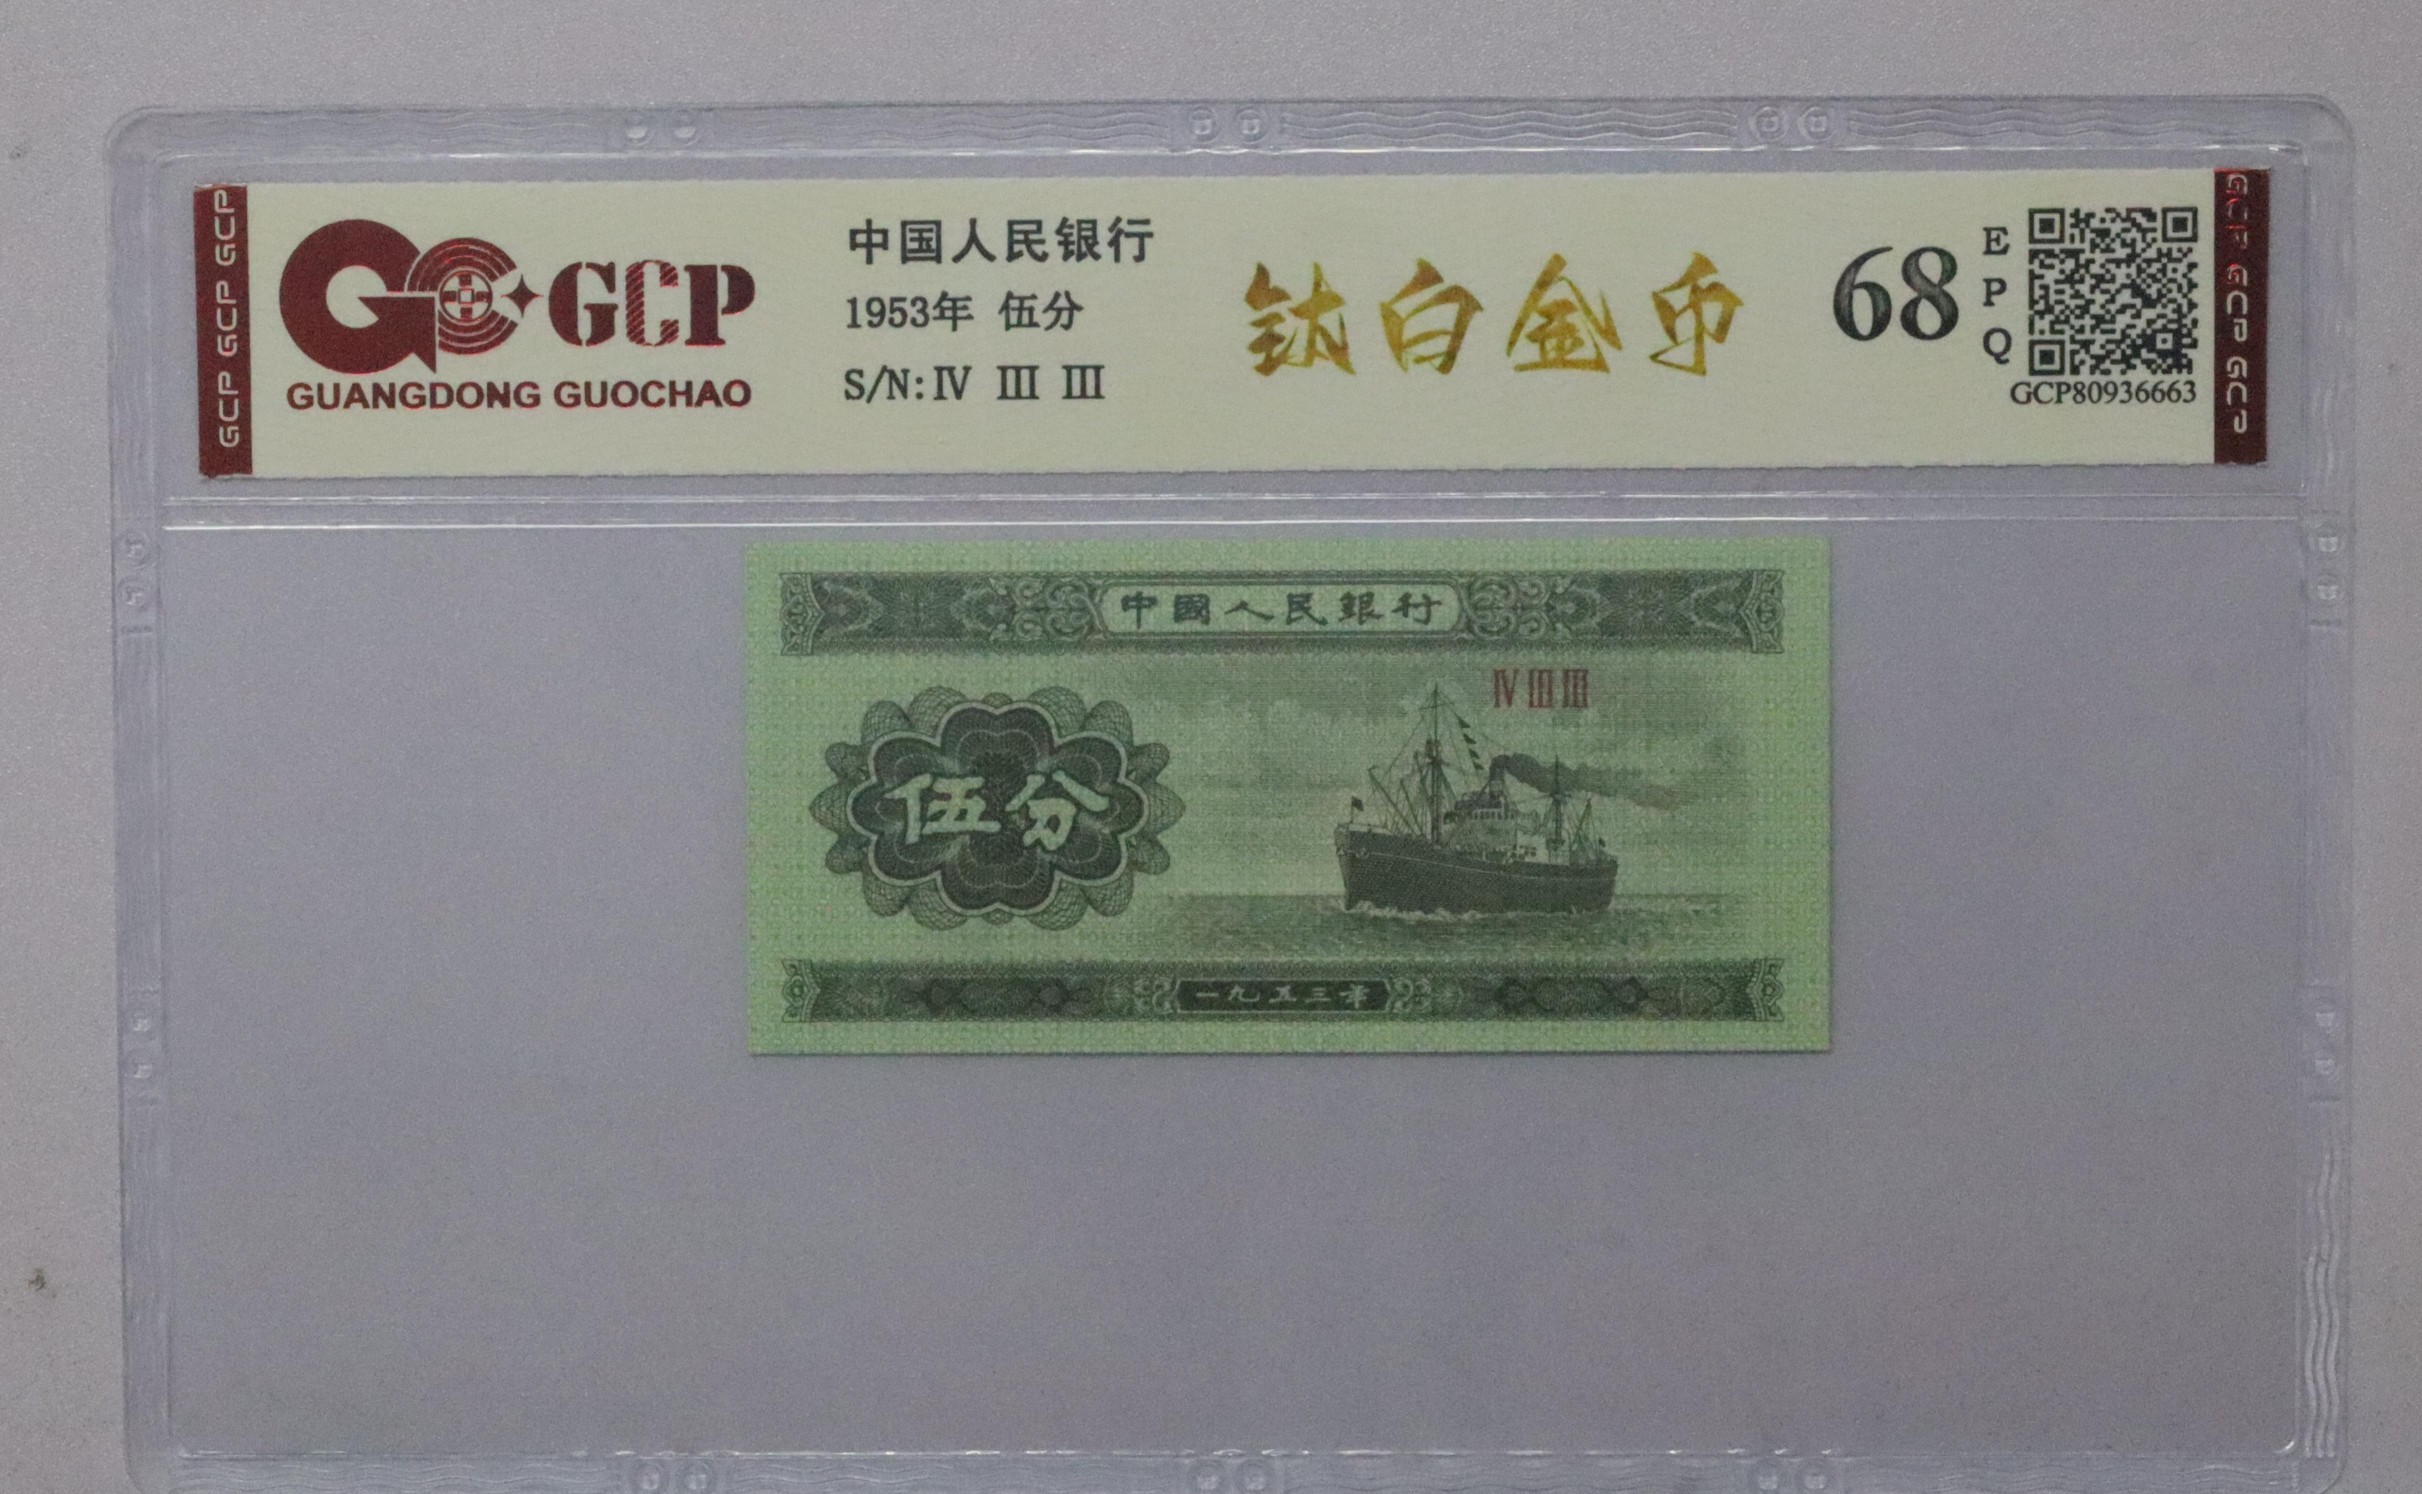 GCP GCP GCP
GCP
GUANGDONG GUOCHAO
中国人民银行
1953年 伍分
S/N: Ⅳ Ⅲ Ⅲ
钛白金币
68
E
P
Q
GCP80936663
GCP GCP GCP
中國人民銀行
Ⅳ Ⅲ Ⅲ
伍分
一九五三年